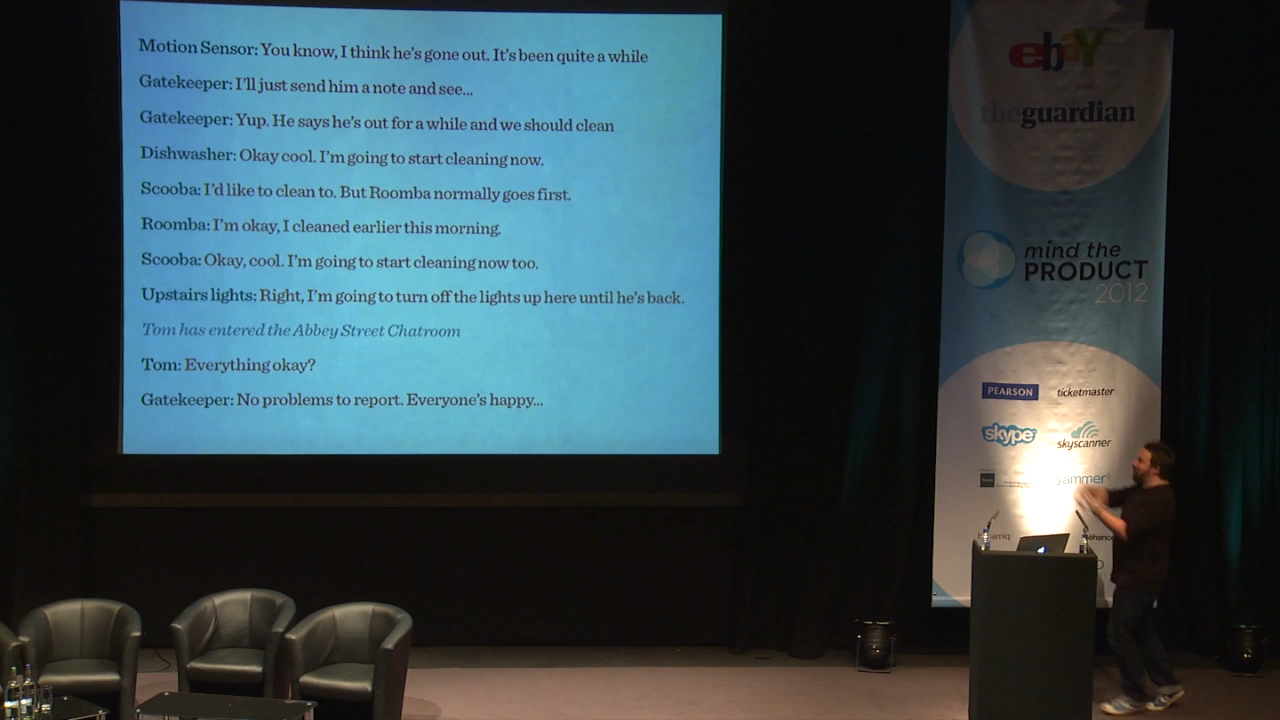 Motion Sensor: You know, I think he's gone out. It's been quite a while
Gatekeeper: I'll just send him a note and see...
Gatekeeper: Yup. He says he's out for a while and we should clean
Dishwasher: Okay cool. I'm going to start cleaning now.
Scooba: I'd like to clean to. But Roomba normally goes first.
Roomba: I'm okay, I cleaned earlier this morning.
Scooba: Okay, cool. I'm going to start cleaning now too.
Upstairs lights: Right, I'm going to turn off the lights up here until he's back.
Tom has entered the Abbey Street Chatroom
Tom: Everything okay?
Gatekeeper: No problems to report. Everyone's happy...
ebay
theguardian
mind the
PRODUCT
2012
PEARSON
ticketmaster
skype
skyscanner